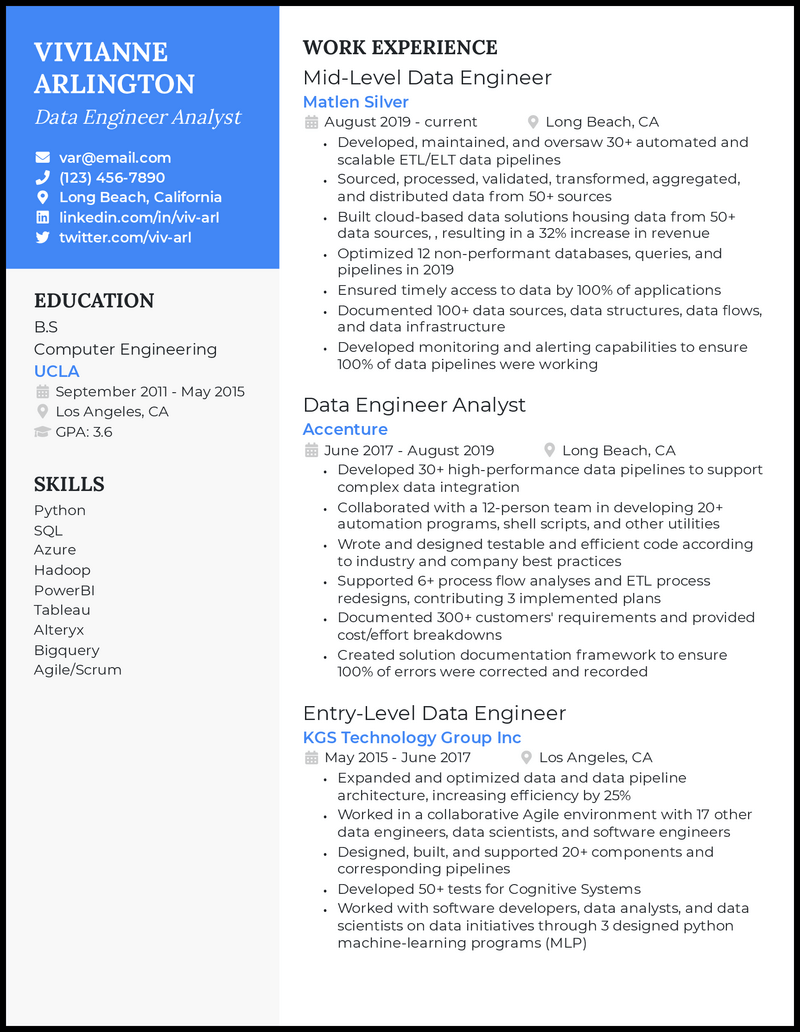 VIVIANNE
ARLINGTON
Data Engineer Analyst
var@email.com
(123) 456-7890
Long Beach, California
linkedin.com/in/viv-arl
twitter.com/viv-arl
EDUCATION
B.S
Computer Engineering
UCLA
September 2011 - May 2015
Los Angeles, CA
GPA: 3.6
SKILLS
Python
SQL
Azure
Hadoop
PowerBI
Tableau
Alteryx
Bigquery
Agile/Scrum
WORK EXPERIENCE
Mid-Level Data Engineer
Matlen Silver
August 2019 - current Long Beach, CA
• Developed, maintained, and oversaw 30+ automated and
scalable ETL/ELT data pipelines
• Sourced, processed, validated, transformed, aggregated,
and distributed data from 50+ sources
• Built cloud-based data solutions housing data from 50+
data sources, , resulting in a 32% increase in revenue
• Optimized 12 non-performant databases, queries, and
pipelines in 2019
• Ensured timely access to data by 100% of applications
• Documented 100+ data sources, data structures, data flows,
and data infrastructure
• Developed monitoring and alerting capabilities to ensure
100% of data pipelines were working
Data Engineer Analyst
Accenture
June 2017 - August 2019 Long Beach, CA
• Developed 30+ high-performance data pipelines to support
complex data integration
• Collaborated with a 12-person team in developing 20+
automation programs, shell scripts, and other utilities
• Wrote and designed testable and efficient code according
to industry and company best practices
• Supported 6+ process flow analyses and ETL process
redesigns, contributing 3 implemented plans
• Documented 300+ customers' requirements and provided
cost/effort breakdowns
• Created solution documentation framework to ensure
100% of errors were corrected and recorded
Entry-Level Data Engineer
KGS Technology Group Inc
May 2015 - June 2017 Los Angeles, CA
• Expanded and optimized data and data pipeline
architecture, increasing efficiency by 25%
• Worked in a collaborative Agile environment with 17 other
data engineers, data scientists, and software engineers
• Designed, built, and supported 20+ components and
corresponding pipelines
• Developed 50+ tests for Cognitive Systems
• Worked with software developers, data analysts, and data
scientists on data initiatives through 3 designed python
machine-learning programs (MLP)